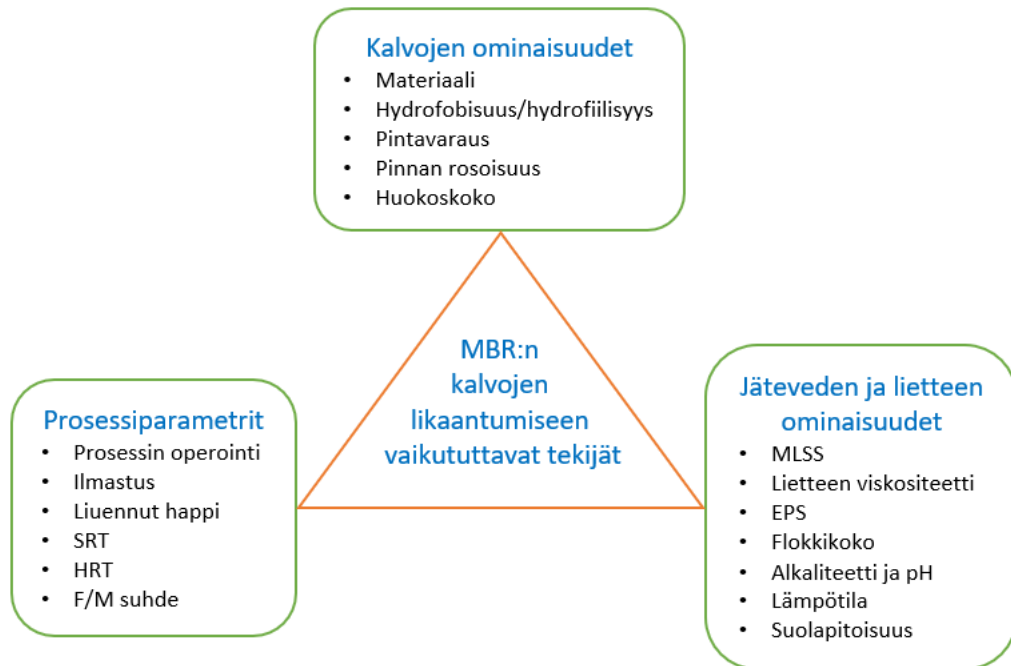 Kalvojen ominaisuudet
• Materiaali
• Hydrofobisuus/hydrofiilisyys
• Pintavaraus
• Pinnan rosoisuus
• Huokoskoko
MBR:n
kalvojen
likaantumiseen
vaikututtavat tekijät
Prosessiparametrit
• Prosessin operointi
• Ilmastus
• Liuennut happi
• SRT
• HRT
• F/M suhde
Jäteveden ja lietteen
ominaisuudet
• MLSS
• Lietteen viskositeetti
• EPS
• Flokkikoko
• Alkaliteetti ja pH
• Lämpötila
• Suolapitoisuus